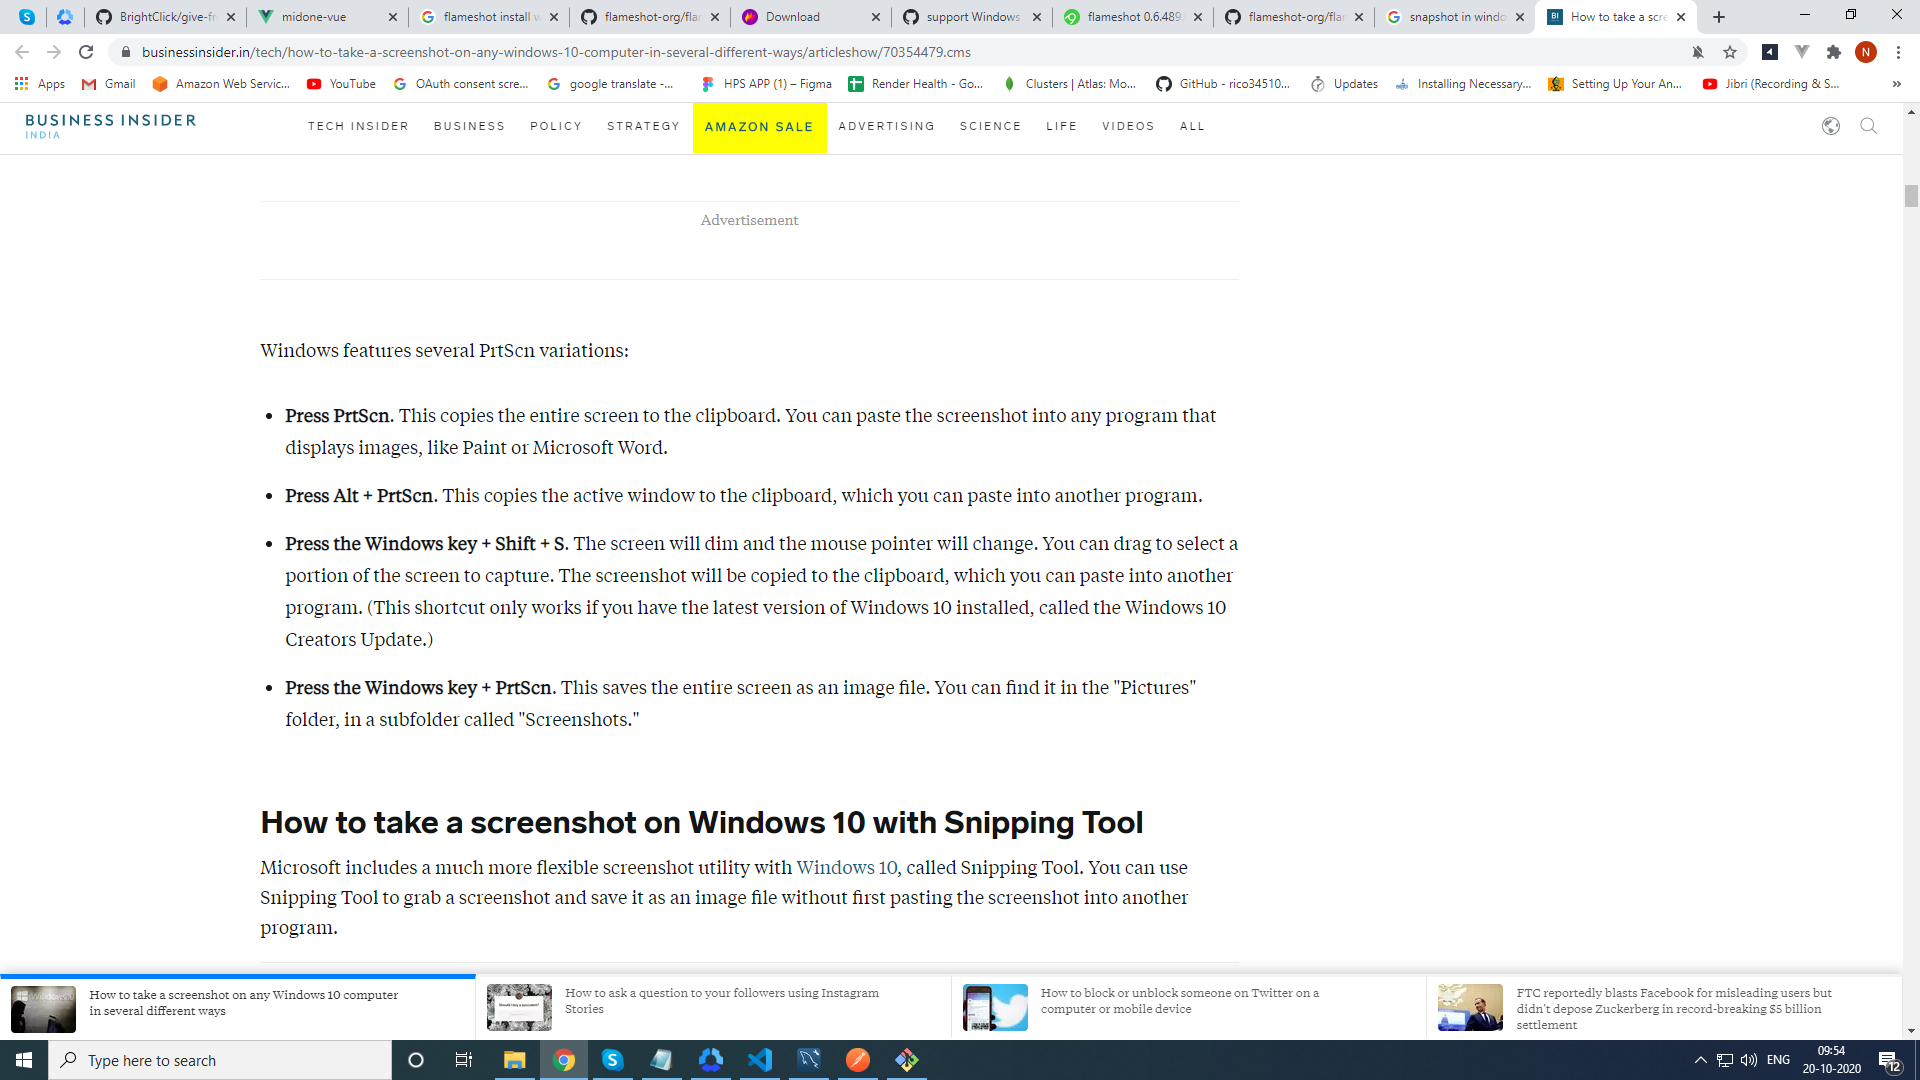 BrightClick/give-fr
midone-vue
flameshot install w
flameshot-org/flar
Download
support Windows
flameshot 0.6.489.
flameshot-org/flar
snapshot in windo
How to take a scre
businessinsider.in/tech/how-to-take-a-screenshot-on-any-windows-10-computer-in-several-different-ways/articleshow/70354479.cms
N
Apps
Gmail
Amazon Web Servic...
YouTube
OAuth consent scre...
google translate -...
HPS APP (1) – Figma
Render Health - Go...
Clusters | Atlas: Mo...
GitHub - rico34510...
Updates
Installing Necessary...
Setting Up Your An...
Jibri (Recording & S...
»
BUSINESS INSIDER
INDIA
TECH INSIDER
BUSINESS
POLICY
STRATEGY
AMAZON SALE
ADVERTISING
SCIENCE
LIFE
VIDEOS
ALL
Advertisement
Windows features several PrtScn variations:
• Press PrtScn. This copies the entire screen to the clipboard. You can paste the screenshot into any program that
displays images, like Paint or Microsoft Word.
• Press Alt + PrtScn. This copies the active window to the clipboard, which you can paste into another program.
• Press the Windows key + Shift + S. The screen will dim and the mouse pointer will change. You can drag to select a
portion of the screen to capture. The screenshot will be copied to the clipboard, which you can paste into another
program. (This shortcut only works if you have the latest version of Windows 10 installed, called the Windows 10
Creators Update.)
• Press the Windows key + PrtScn. This saves the entire screen as an image file. You can find it in the "Pictures"
folder, in a subfolder called "Screenshots."
How to take a screenshot on Windows 10 with Snipping Tool
Microsoft includes a much more flexible screenshot utility with Windows 10, called Snipping Tool. You can use
Snipping Tool to grab a screenshot and save it as an image file without first pasting the screenshot into another
program.
How to take a screenshot on any Windows 10 computer
in several different ways
How to ask a question to your followers using Instagram
Stories
How to block or unblock someone on Twitter on a
computer or mobile device
FTC reportedly blasts Facebook for misleading users but
didn't depose Zuckerberg in record-breaking $5 billion
settlement
Type here to search
ENG
09:54
20-10-2020
12